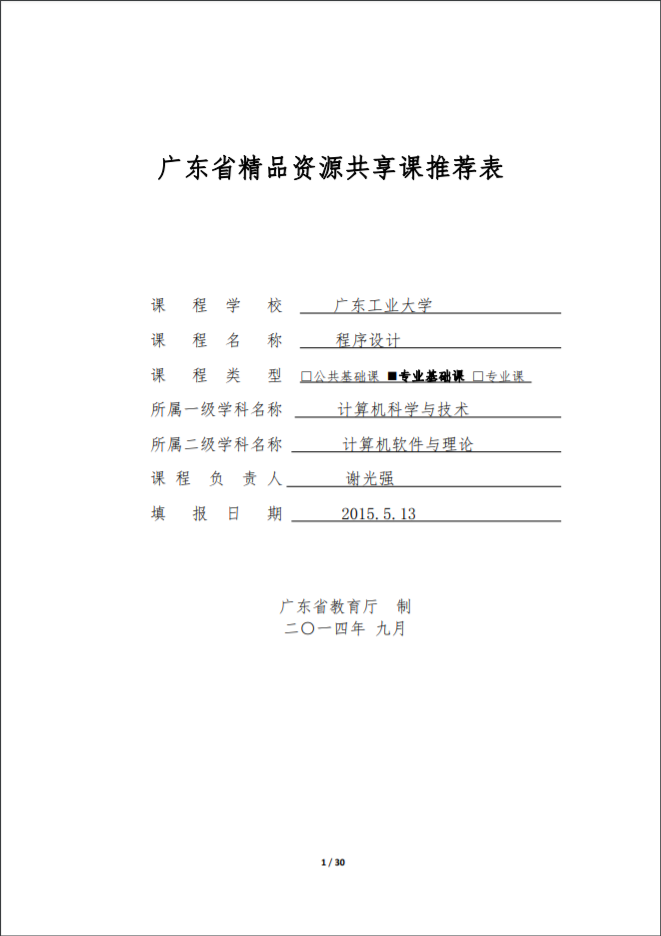 广东省精品资源共享课推荐表
课 程 学 校 广东工业大学
课 程 名 称 程序设计
课 程 类 型 □公共基础课 ■专业基础课 □专业课
所属一级学科名称 计算机科学与技术
所属二级学科名称 计算机软件与理论
课 程 负 责 人 谢光强
填 报 日 期 2015.5.13
广东省教育厅 制
二〇一四年 九月
1 / 30